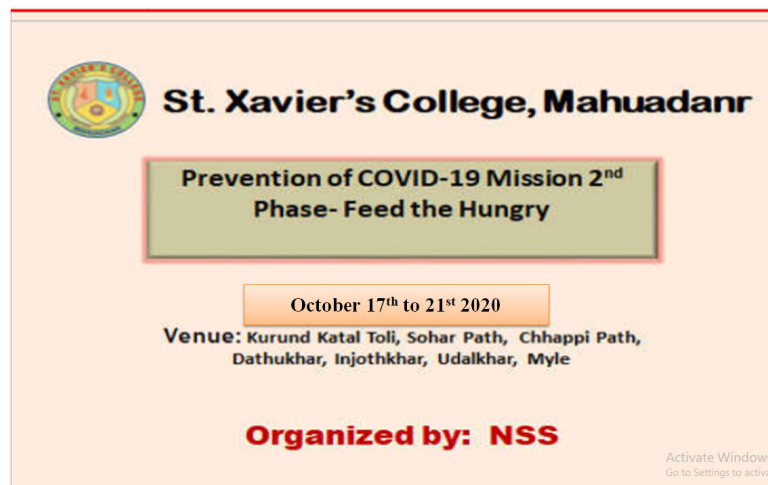 St. Xavier's College, Mahuadanr
Prevention of COVID-19 Mission 2nd
Phase- Feed the Hungry
October 17th to 21st 2020
Venue: Kurund Katal Toli, Sohar Path, Chhappi Path,
Dathukhar, Injothkhar, Udalkhar, Myle
Organized by: NSS
Activate Windows
Go to Settings to activa